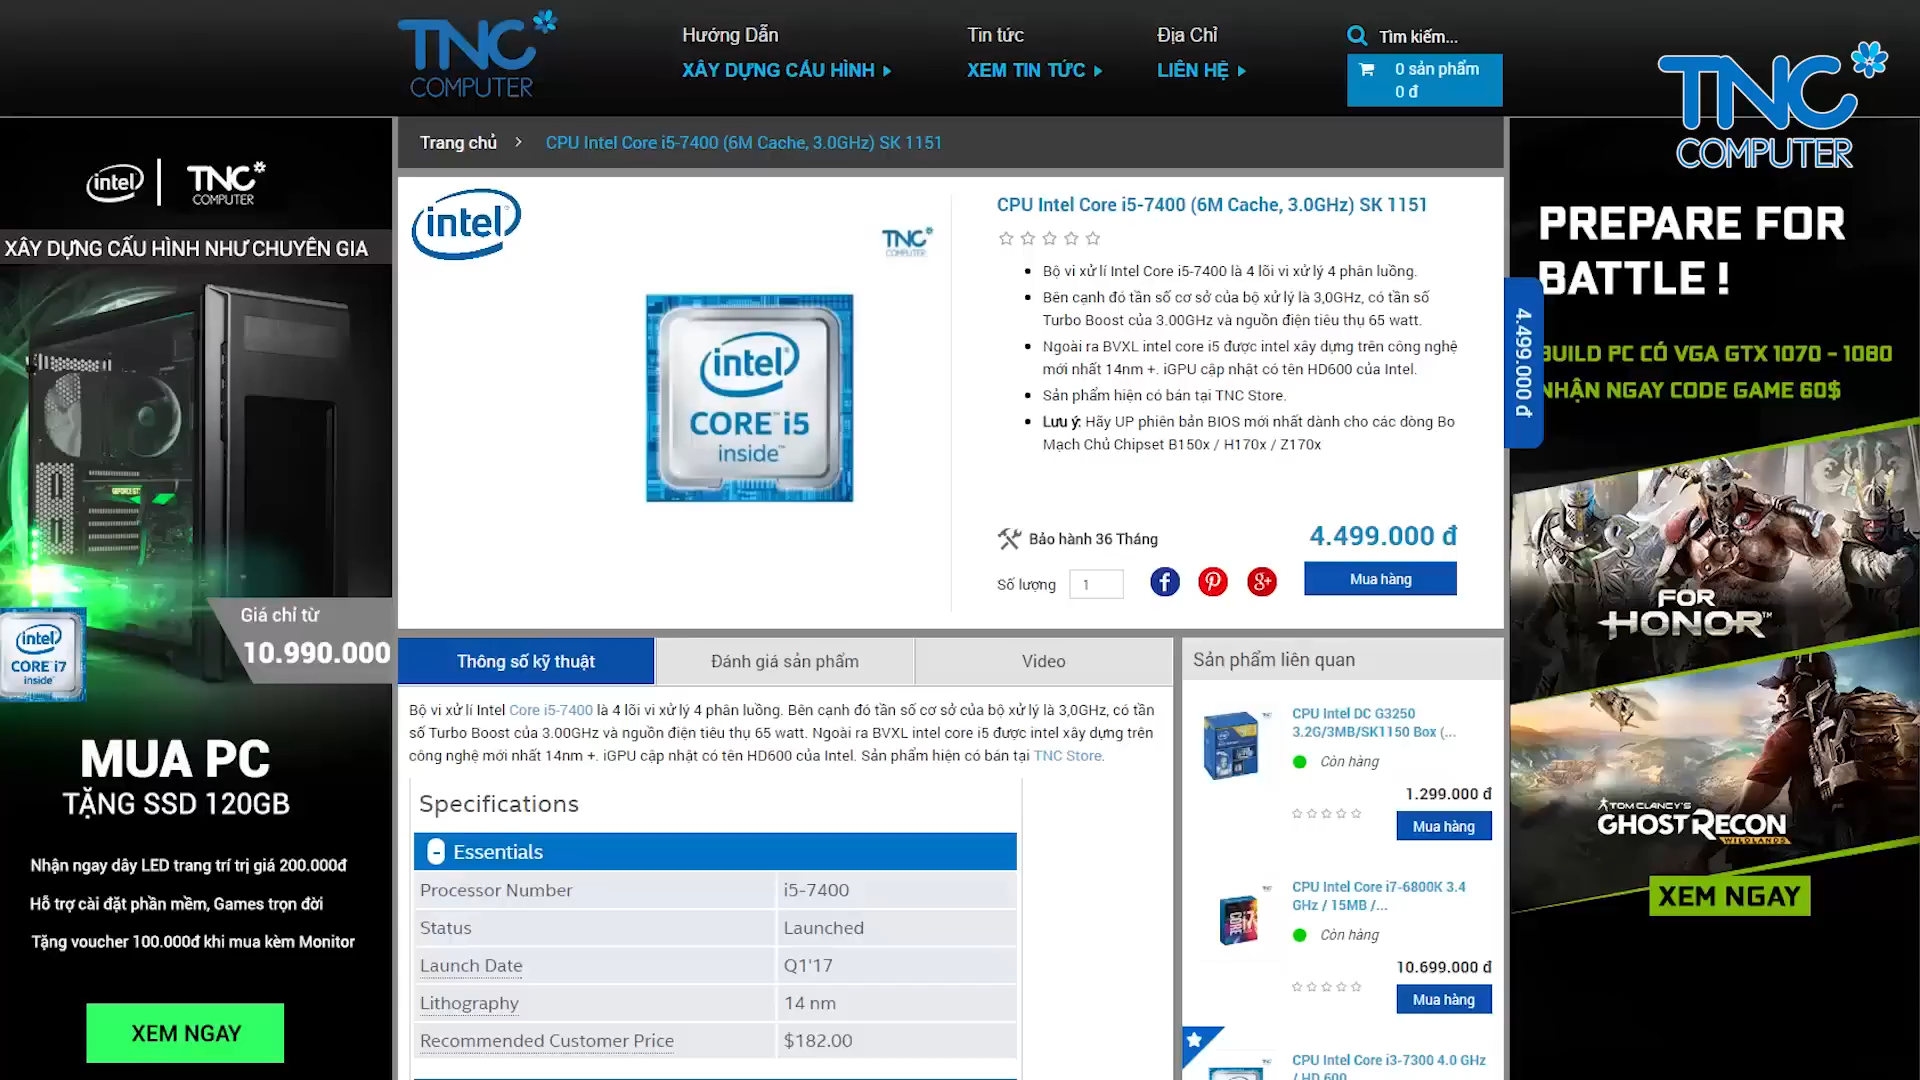 TNC
COMPUTER
Hướng Dẫn
XÂY DỰNG CẤU HÌNH
Tin tức
XEM TIN TỨC
Địa Chỉ
LIÊN HỆ
Tìm kiếm...
0 sản phẩm
0 đ
TNC
COMPUTER
Trang chủ
CPU Intel Core i5-7400 (6M Cache, 3.0GHz) SK 1151
intel
TNC
COMPUTER
XÂY DỰNG CẤU HÌNH NHƯ CHUYÊN GIA
intel
CORE i7
inside
Giá chỉ từ
10.990.000
MUA PC
TẶNG SSD 120GB
Nhận ngay dây LED trang trí trị giá 200.000đ
Hỗ trợ cài đặt phần mềm, Games trọn đời
Tặng voucher 100.000đ khi mua kèm Monitor
XEM NGAY
intel
TNC
COMPUTER
intel
CORE i5
inside
CPU Intel Core i5-7400 (6M Cache, 3.0GHz) SK 1151
Bộ vi xử lí Intel Core i5-7400 là 4 lõi vi xử lý 4 phân luồng.
Bên cạnh đó tần số cơ sở của bộ xử lý là 3,0GHz, có tần số
Turbo Boost của 3.00GHz và nguồn điện tiêu thụ 65 watt.
Ngoài ra BVXL intel core i5 được intel xây dựng trên công nghệ
mới nhất 14nm +. iGPU cập nhật có tên HD600 của Intel.
Sản phẩm hiện có bán tại TNC Store.
Lưu ý: Hãy UP phiên bản BIOS mới nhất dành cho các dòng Bo
Mạch Chủ Chipset B150x / H170x / Z170x
Bảo hành 36 Tháng
4.499.000 đ
Số lượng
1
Mua hàng
4.499.000 đ
Thông số kỹ thuật
Đánh giá sản phẩm
Video
Bộ vi xử lí Intel Core i5-7400 là 4 lõi vi xử lý 4 phân luồng. Bên cạnh đó tần số cơ sở của bộ xử lý là 3,0GHz, có tần
số Turbo Boost của 3.00GHz và nguồn điện tiêu thụ 65 watt. Ngoài ra BVXL intel core i5 được intel xây dựng trên
công nghệ mới nhất 14nm +. iGPU cập nhật có tên HD600 của Intel. Sản phẩm hiện có bán tại TNC Store.
Specifications
Essentials
Processor Number i5-7400
Status Launched
Launch Date Q1'17
Lithography 14 nm
Recommended Customer Price $182.00
Sản phẩm liên quan
CPU Intel DC G3250
3.2G/3MB/SK1150 Box (...
Còn hàng
1.299.000 đ
Mua hàng
CPU Intel Core i7-6800K 3.4
GHz / 15MB /...
Còn hàng
10.699.000 đ
Mua hàng
CPU Intel Core i3-7300 4.0 GHz
/ HD 600
PREPARE FOR
BATTLE !
BUILD PC CÓ VGA GTX 1070 - 1080
NHẬN NGAY CODE GAME 60$
FOR
HONOR
TOM CLANCY'S
GHOST RECON
WILDLANDS
XEM NGAY